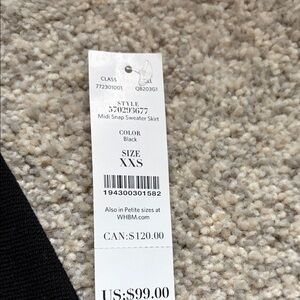 CLASS
772301001 OB203G1
STYLE
570293677
Midi Snap Sweater Skirt
COLOR
Black
SIZE
XXS
194300301582
Also in Petite sizes at
WHBM.com
CAN:$120.00
US:$99.00